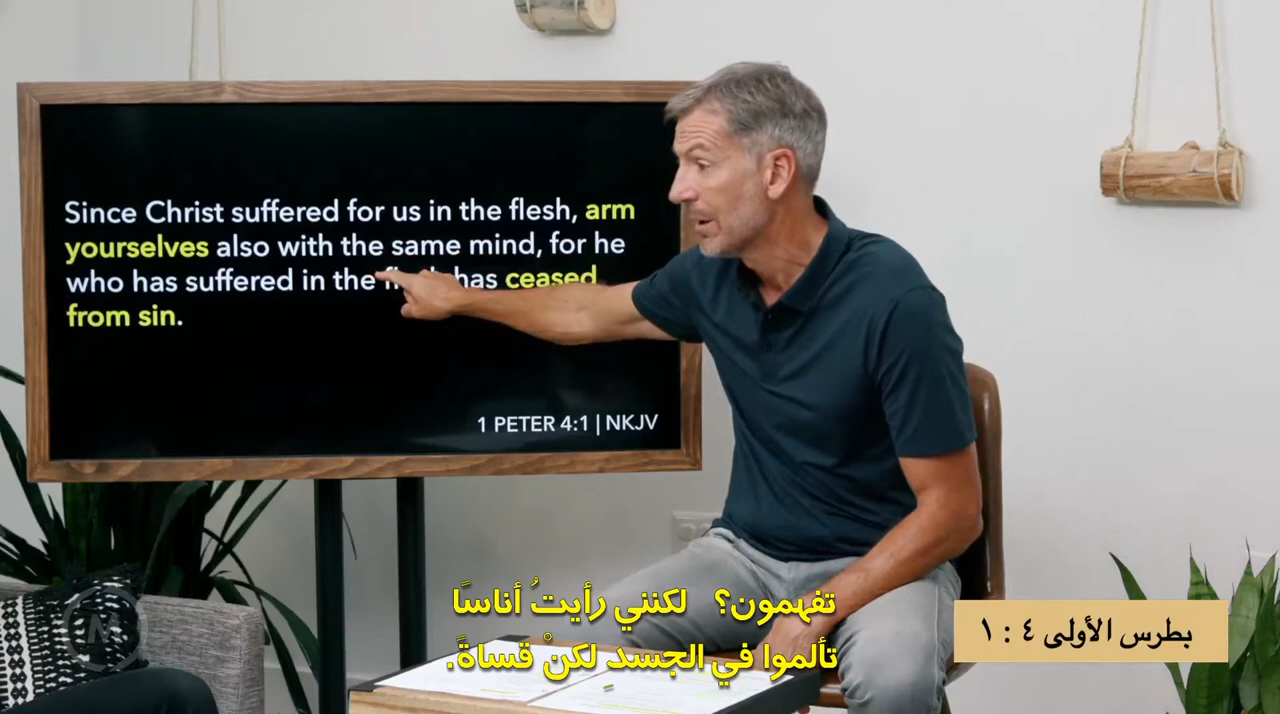 Since Christ suffered for us in the flesh, arm
yourselves also with the same mind, for he
who has suffered in the has ceased
from sin.
1 PETER 4:1 | NKJV
تفهمون؟ لكنني رأيتُ أناسًا
تألموا في الجسدِ لكنْ قساةً.
بطرس الأولى ٤ : ١
M